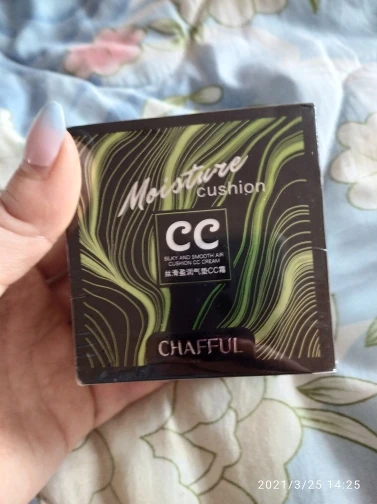 Moisture
cushion
CC
SILKY AND SMOOTH AIR
CUSHION CC CREAM
丝滑盈润气垫CC霜
CHAFFUL
2021/3/25 14:25